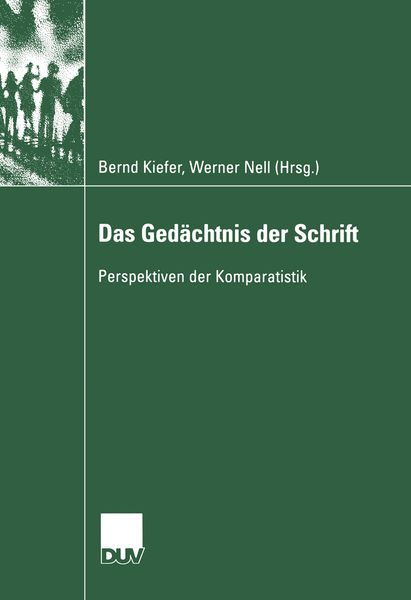 Bernd Kiefer, Werner Nell (Hrsg.)
Das Gedächtnis der Schrift
Perspektiven der Komparatistik
DUV